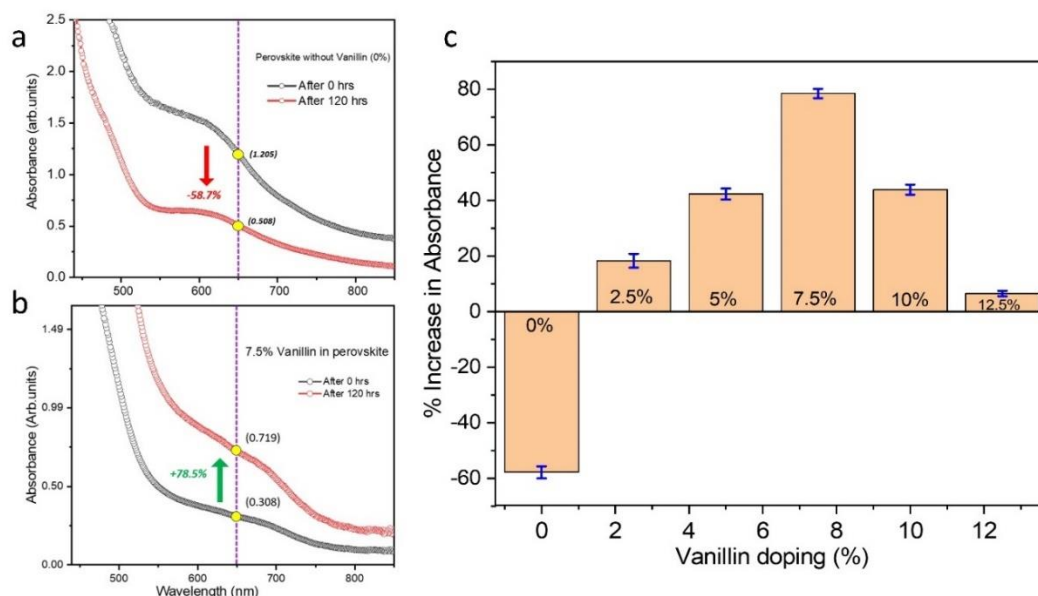 a
2.5
2.0
1.5
1.0
0.5
0.0
Absorbance (arb.units)
Perovskite without Vanillin (0%)
After 0 hrs
After 120 hrs
(1.205)
-58.7%
(0.508)
500 600 700 800
b
1.49
0.99
0.50
0.00
Absorbance (Arb.units)
7.5% Vanillin in perovskite
After 0 hrs
After 120 hrs
(0.719)
+78.5%
(0.308)
500 600 700 800
Wavelength (nm)
c
80
60
40
20
0
-20
-40
-60
% Increase in Absorbance
0%
2.5%
5%
7.5%
10%
12.5%
0 2 4 6 8 10 12
Vanillin doping (%)